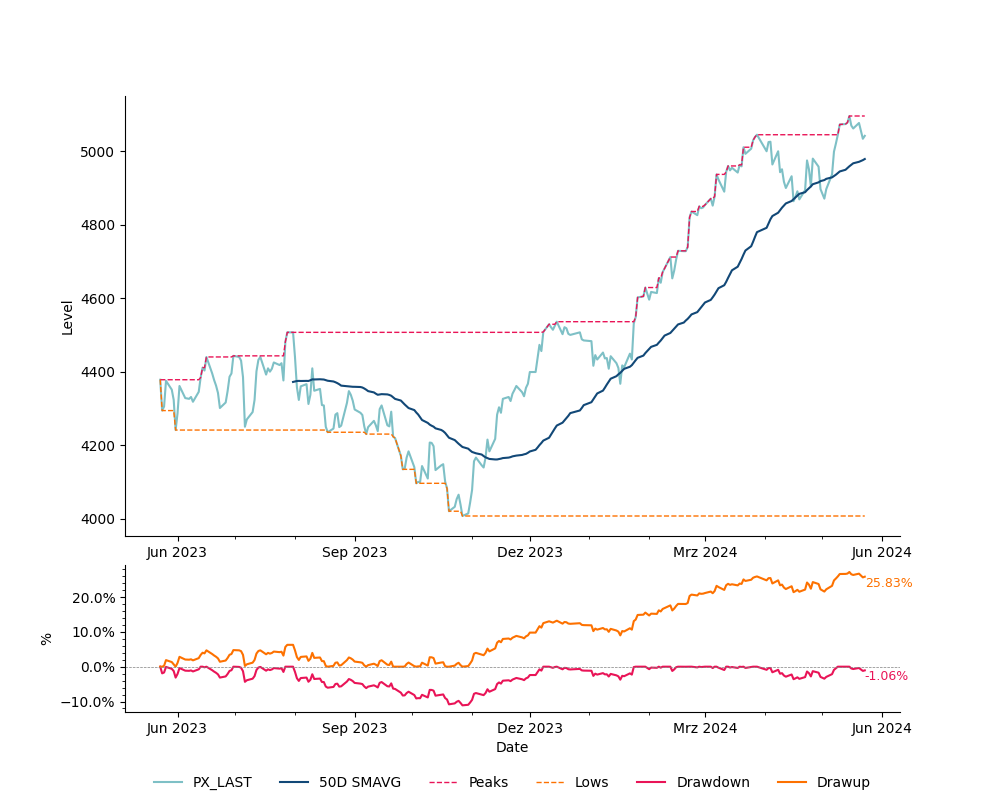 5000
4800
4600
4400
4200
4000
Level
Jun 2023 Sep 2023 Dez 2023 Mrz 2024 Jun 2024
20.0%
10.0%
0.0%
−10.0%
%
25.83%
-1.06%
Jun 2023 Sep 2023 Dez 2023 Mrz 2024 Jun 2024
Date
PX_LAST 50D SMAVG Peaks Lows Drawdown Drawup